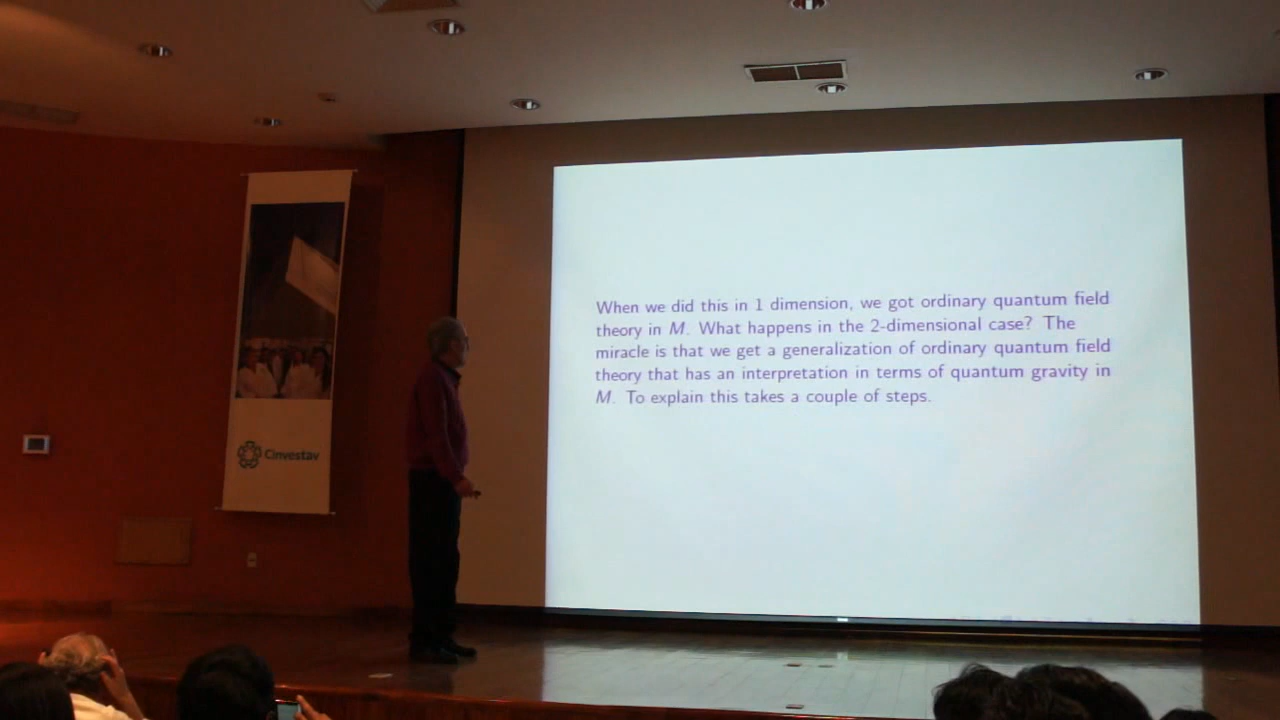 When we did this in 1 dimension, we got ordinary quantum field
theory in M. What happens in the 2-dimensional case? The
miracle is that we get a generalization of ordinary quantum field
theory that has an interpretation in terms of quantum gravity in
M. To explain this takes a couple of steps.
Cinvestav